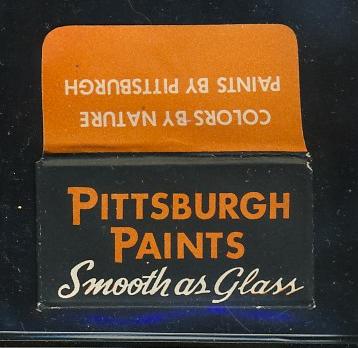 COLORS BY NATURE
PAINTS BY PITTSBURGH
PITTSBURGH
PAINTS
Smooth as Glass